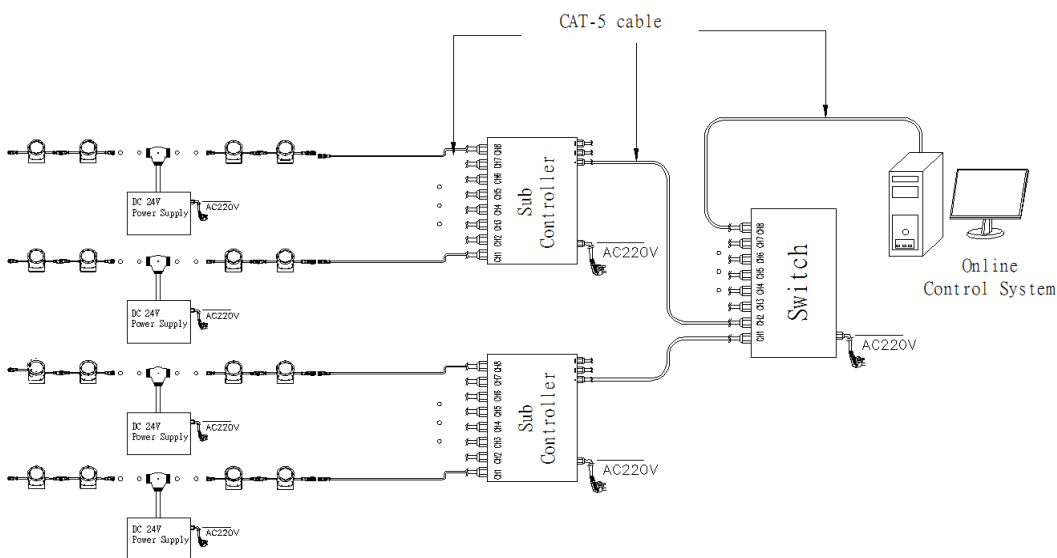 CAT-5 cable
CH8
CH7
CH6
CH5
CH4
CH3
CH2
CH1
Sub
Controller
AC220V
DC 24V
Power Supply
AC220V
DC 24V
Power Supply
AC220V
CH8
CH7
CH6
CH5
CH4
CH3
CH2
CH1
Switch
AC220V
Online
Control System
CH8
CH7
CH6
CH5
CH4
CH3
CH2
CH1
Sub
Controller
AC220V
DC 24V
Power Supply
AC220V
DC 24V
Power Supply
AC220V